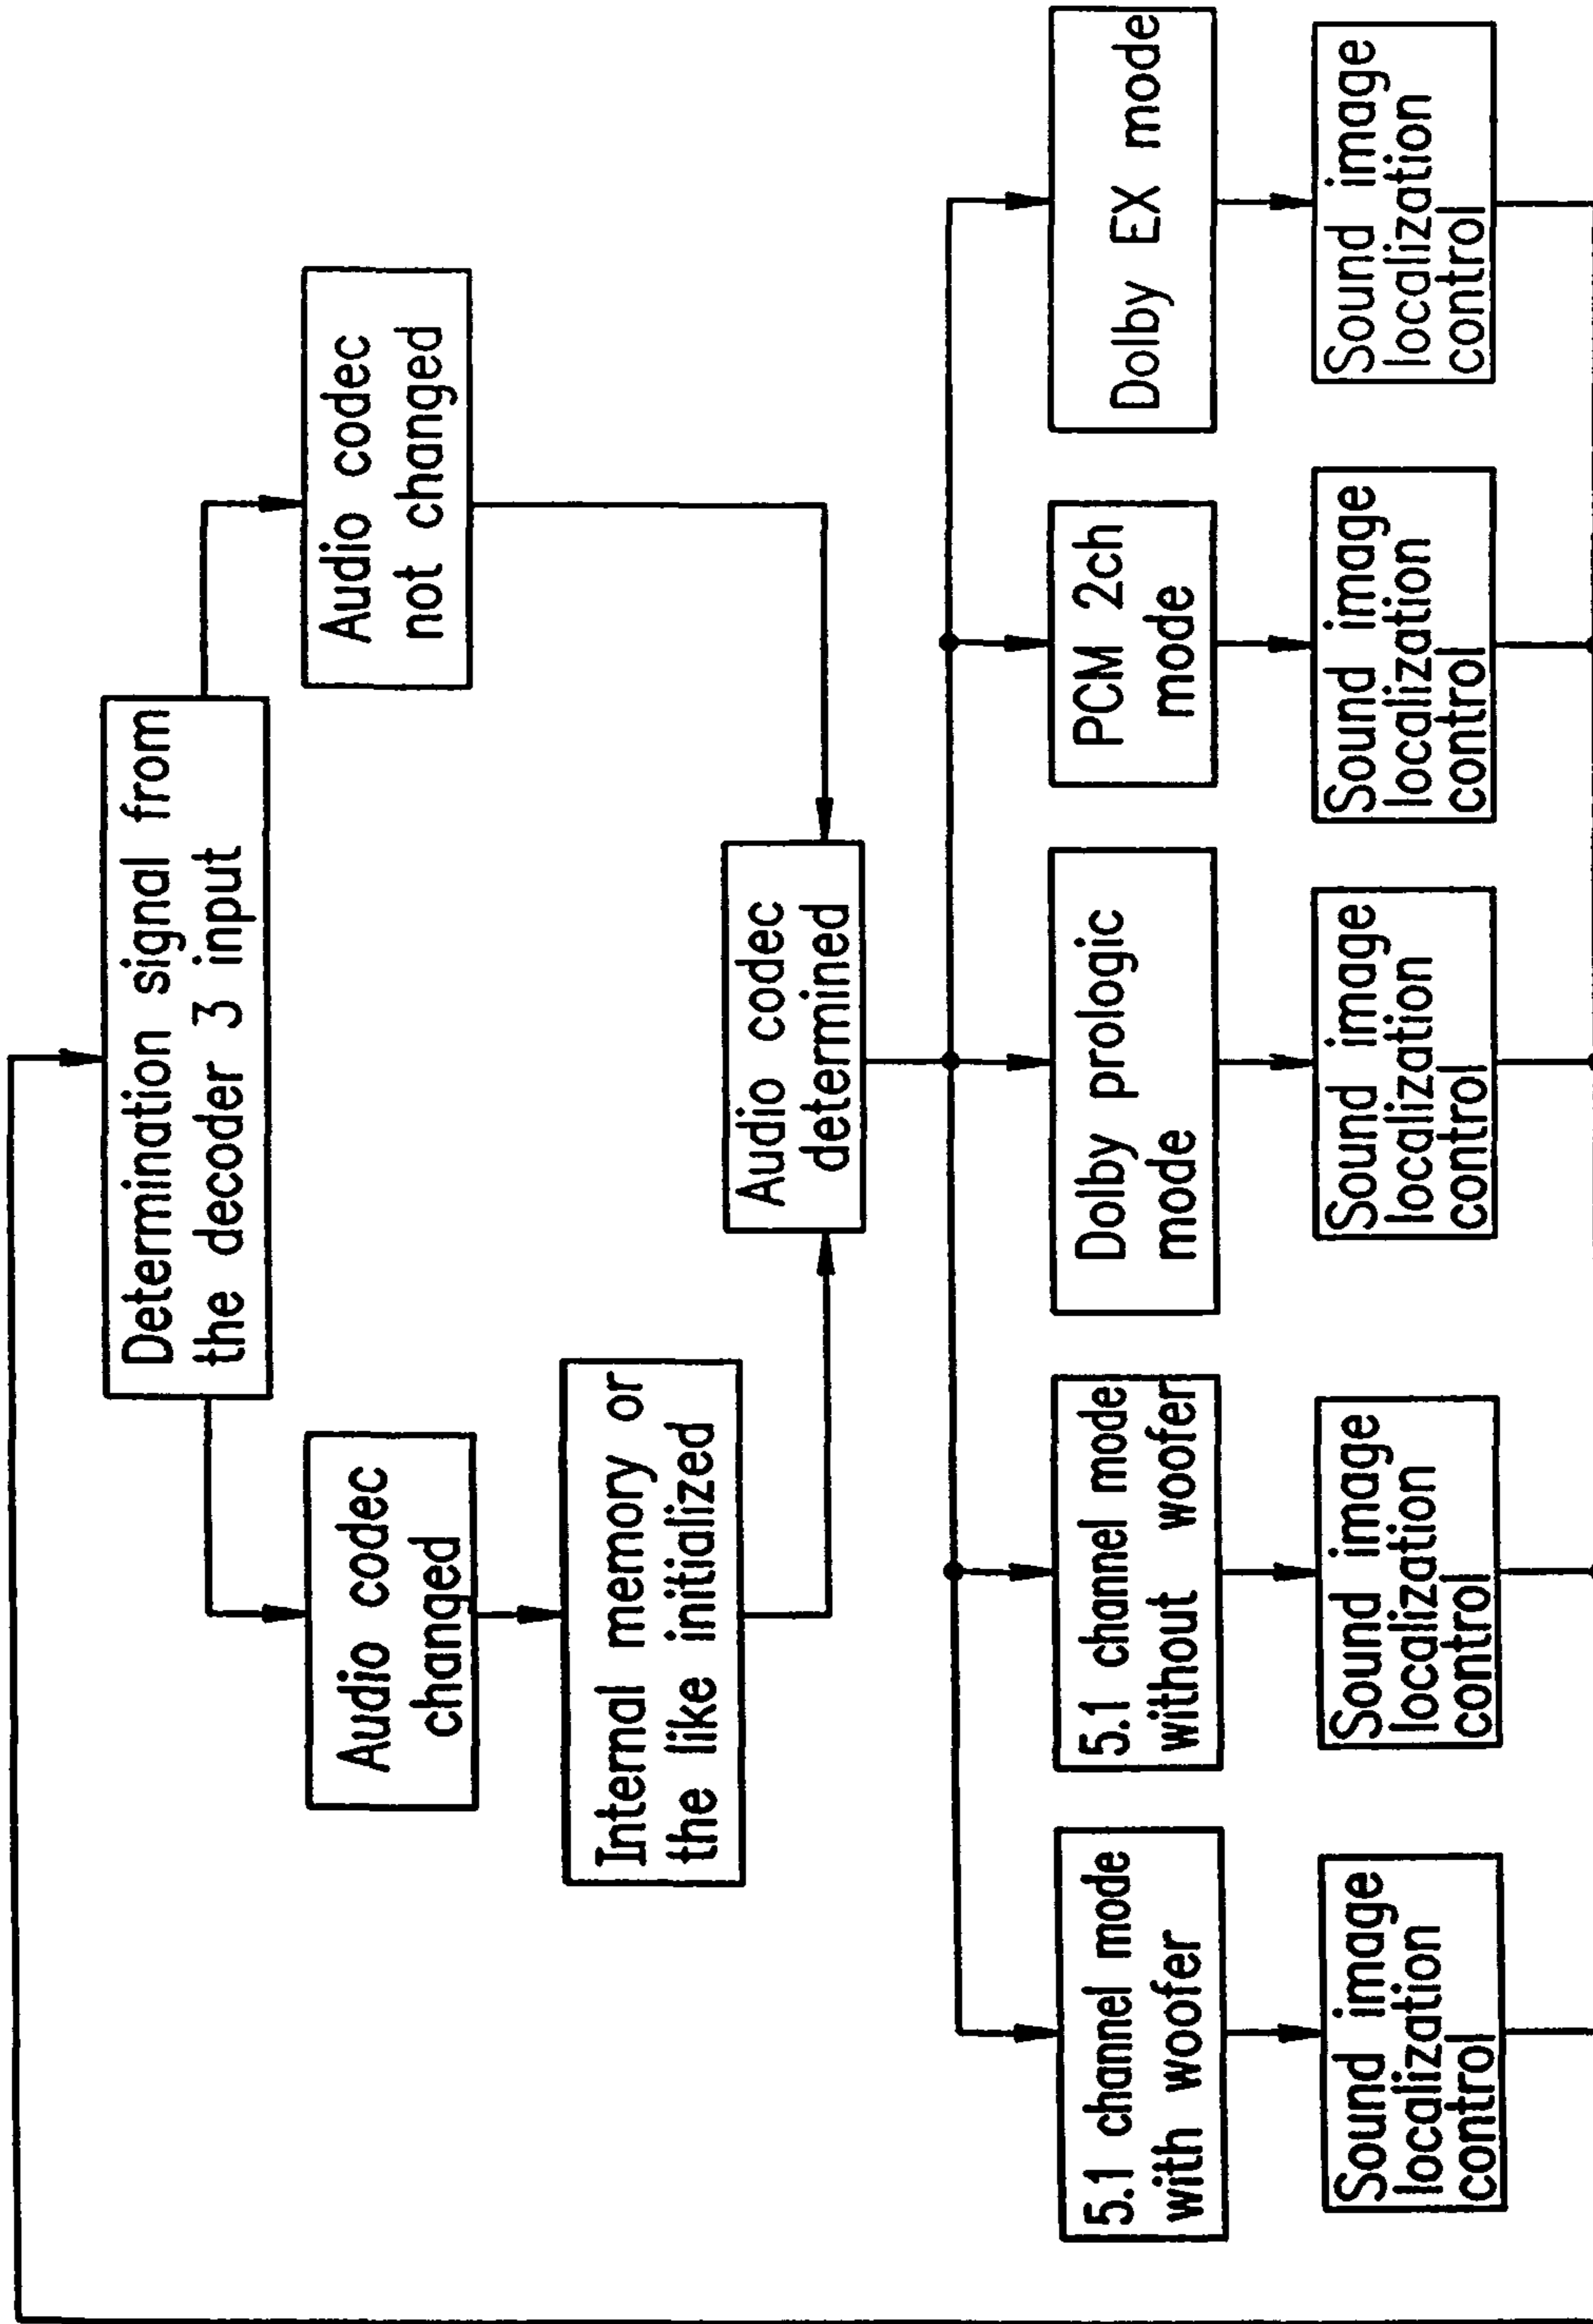 Determination signal from
the decoder 3 input
Audio codec
changed
Audio codec
not changed
Internal memory or
the like initialized
Audio codec
determined
5.1 channel mode
with woofer
5.1 channel mode
without woofer
Dolby prologic
mode
PCM 2ch
mode
Dolby EX mode
Sound image
localization
control
Sound image
localization
control
Sound image
localization
control
Sound image
localization
control
Sound image
localization
control